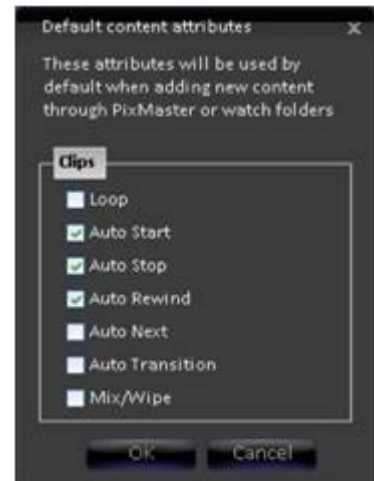 Default content attributes
These attributes will be used by
default when adding new content
through PixMaster or watch folders
Clips
Loop
Auto Start
Auto Stop
Auto Rewind
Auto Next
Auto Transition
Mix/Wipe
OK Cancel